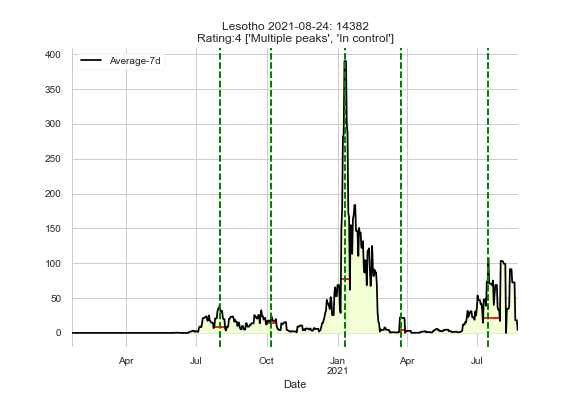 Lesotho 2021-08-24: 14382
Rating:4 ['Multiple peaks', 'In control']
400
350
300
250
200
150
100
50
0
Average-7d
Apr
Jul
Oct
Jan
2021
Apr
Jul
Date